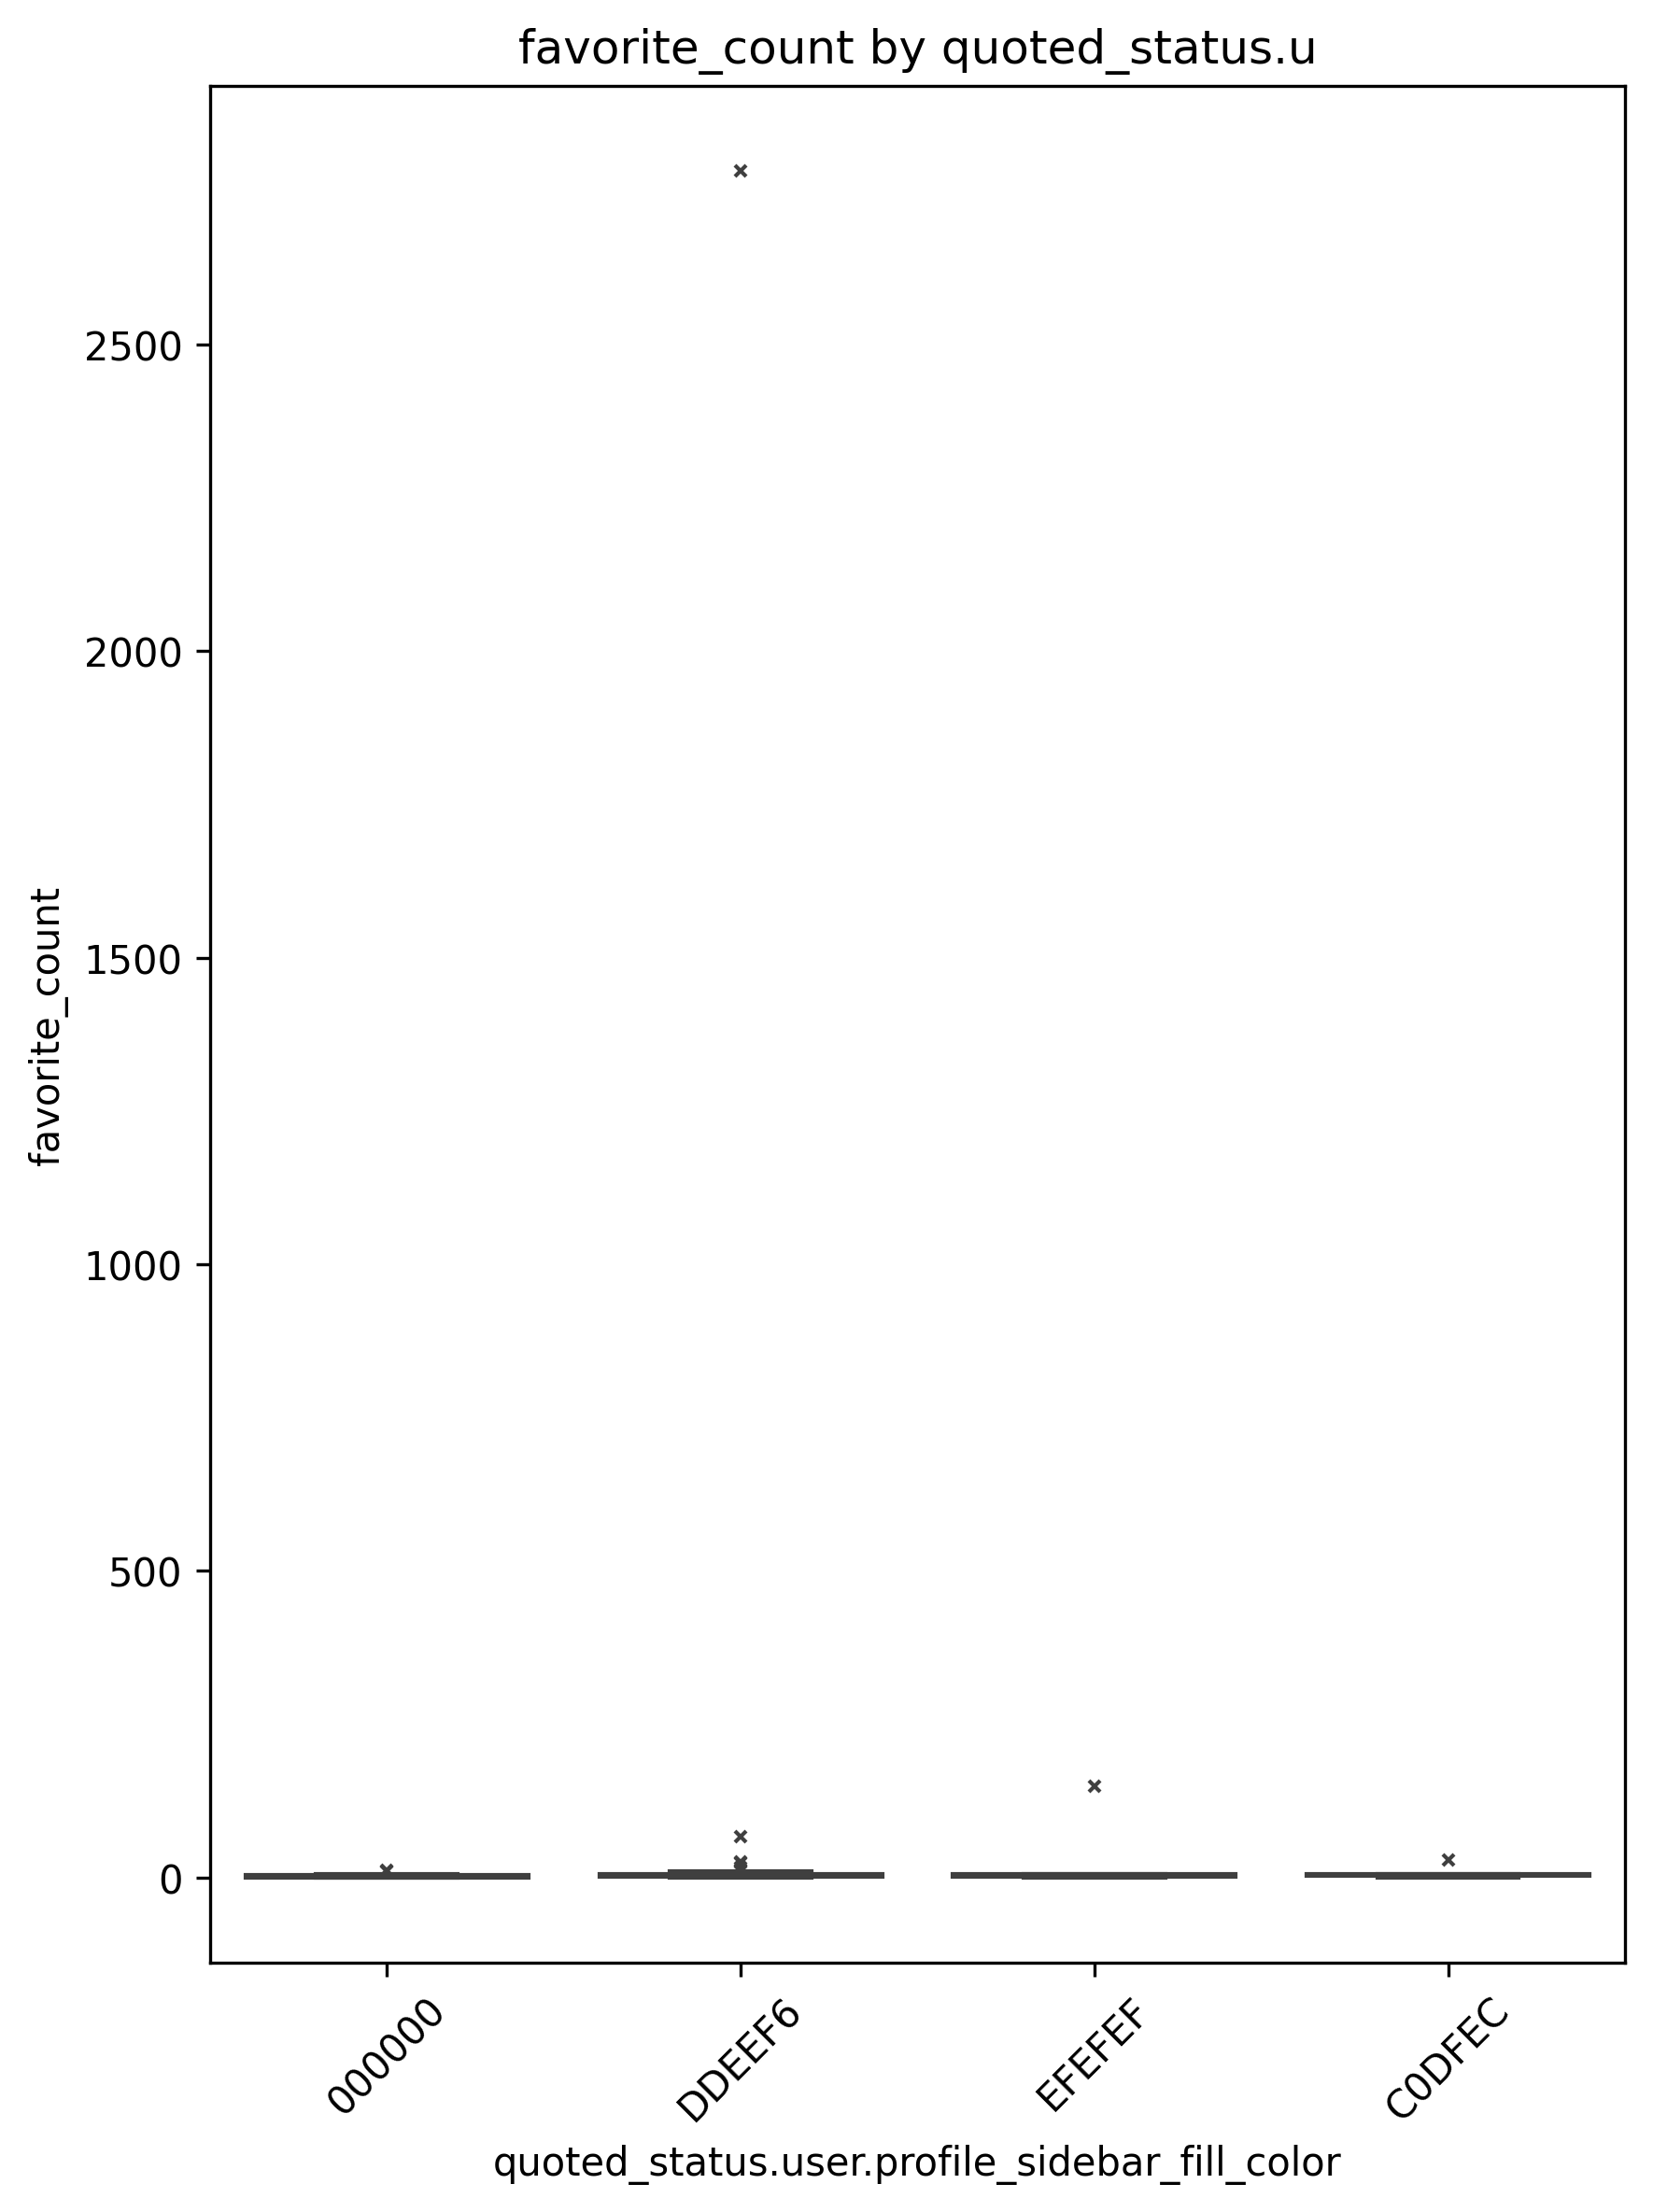 favorite_count by quoted_status.u
favorite_count
2500
2000
1500
1000
500
0
000000
DDEEF6
EFEFEF
C0DFEC
quoted_status.user.profile_sidebar_fill_color